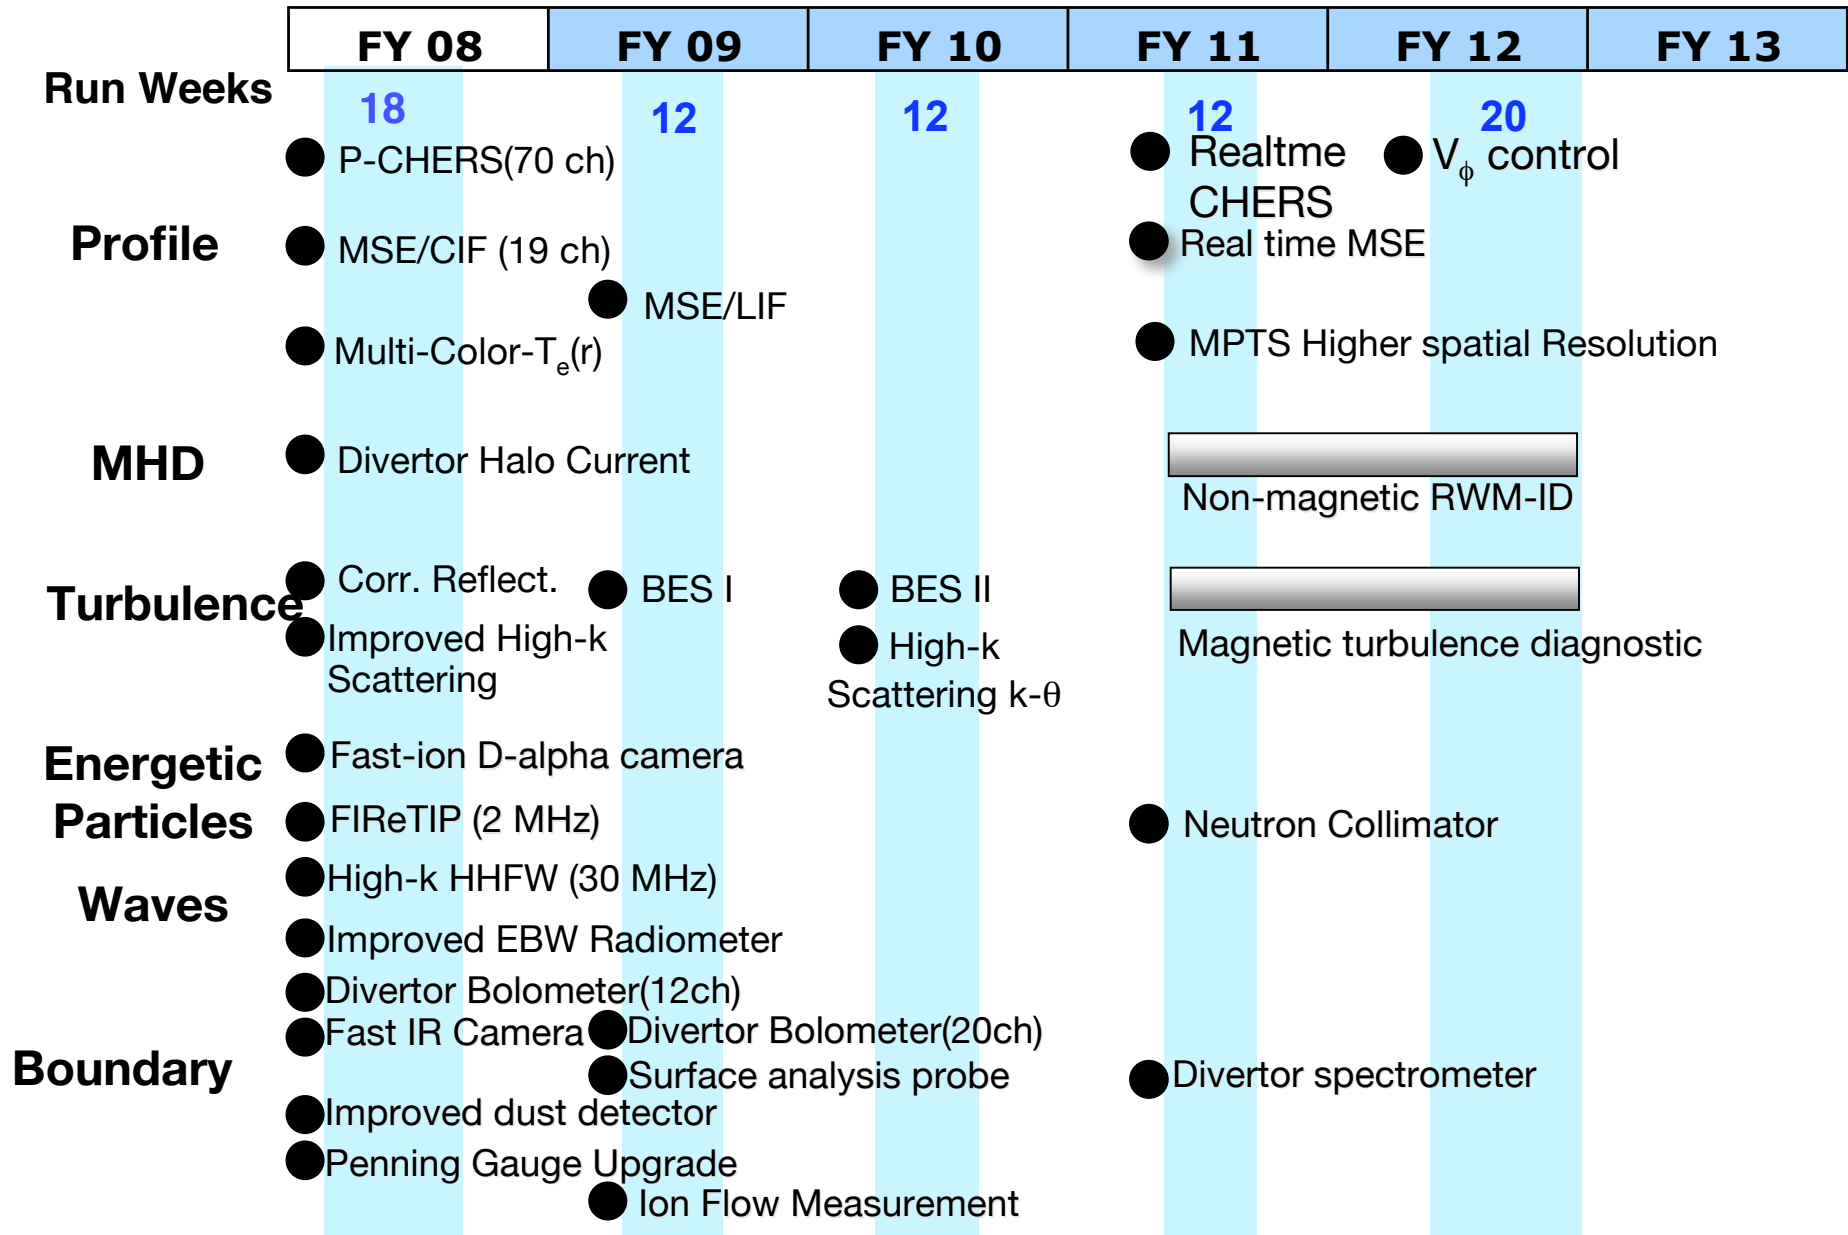 FY 08 FY 09 FY 10 FY 11 FY 12 FY 13
Run Weeks
18 12 12 12 20
P-CHERS(70 ch)
Realtme
CHERS
Vϕ control
Profile
MSE/CIF (19 ch)
Real time MSE
MSE/LIF
Multi-Color-Te(r)
MPTS Higher spatial Resolution
MHD
Divertor Halo Current
Non-magnetic RWM-ID
Turbulence
Corr. Reflect.
BES I
BES II
Improved High-k
Scattering
High-k
Scattering k-θ
Magnetic turbulence diagnostic
Energetic
Particles
Fast-ion D-alpha camera
FIReTIP (2 MHz)
Neutron Collimator
Waves
High-k HHFW (30 MHz)
Improved EBW Radiometer
Boundary
Divertor Bolometer(12ch)
Fast IR Camera
Divertor Bolometer(20ch)
Surface analysis probe
Divertor spectrometer
Improved dust detector
Penning Gauge Upgrade
Ion Flow Measurement